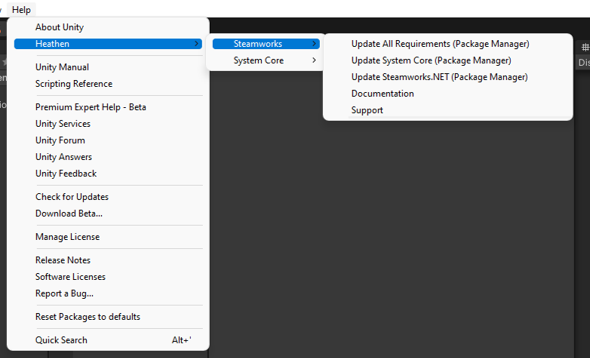 Help
About Unity
Heathen
Unity Manual
Scripting Reference
Premium Expert Help - Beta
Unity Services
Unity Forum
Unity Answers
Unity Feedback
Check for Updates
Download Beta...
Manage License
Release Notes
Software Licenses
Report a Bug...
Reset Packages to defaults
Quick Search Alt+'
Steamworks
System Core
Update All Requirements (Package Manager)
Update System Core (Package Manager)
Update Steamworks.NET (Package Manager)
Documentation
Support